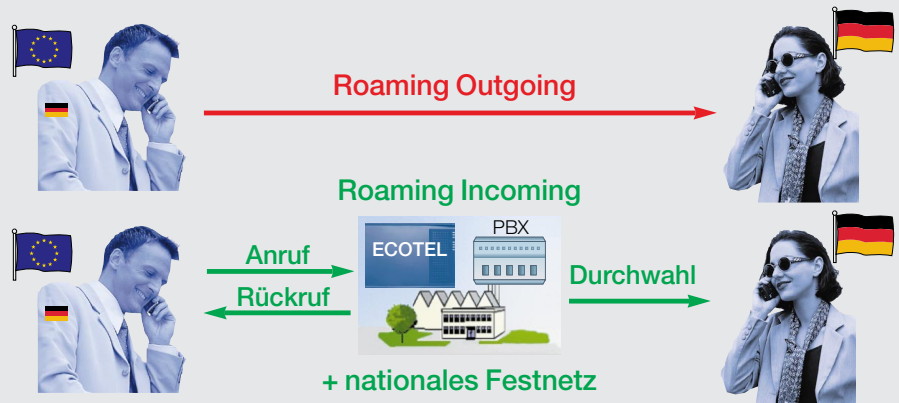 Roaming Outgoing
Roaming Incoming
ECOTEL
PBX
Anruf
Rückruf
Durchwahl
+ nationales Festnetz